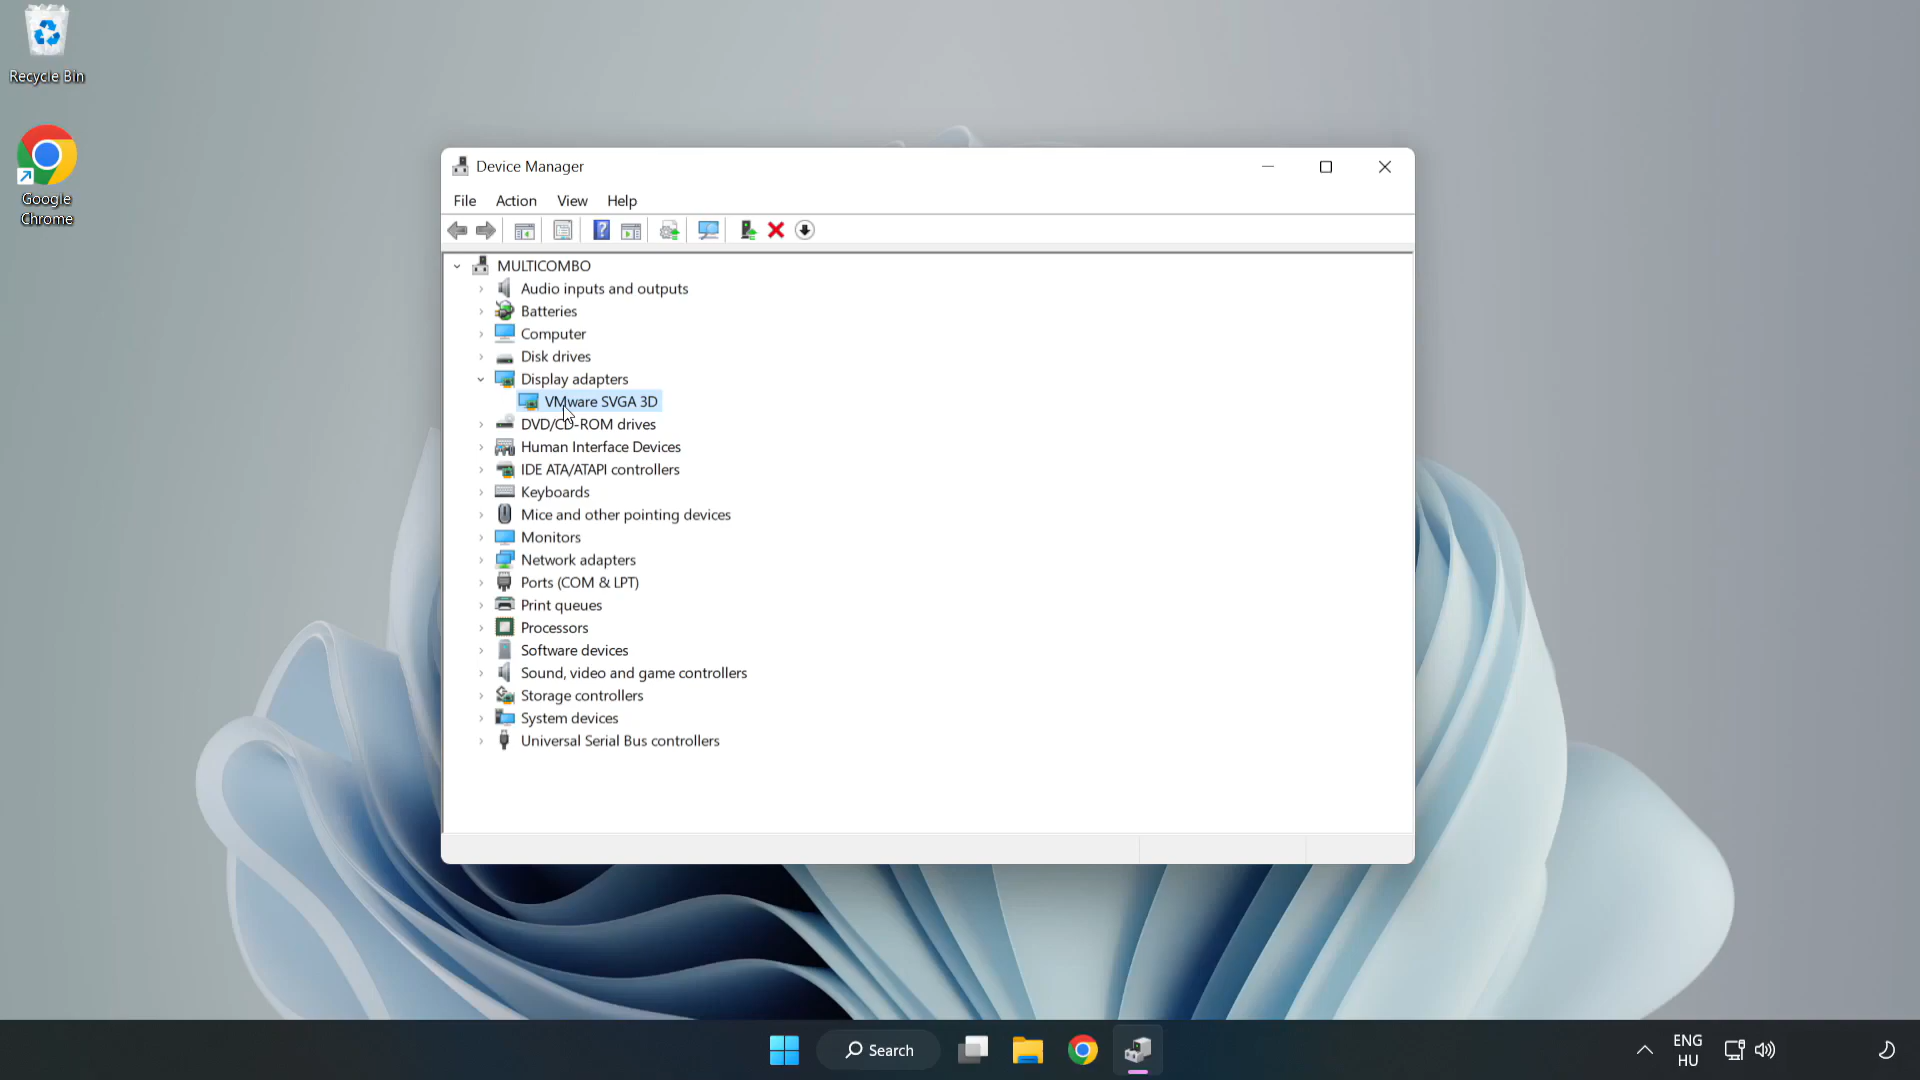 Recycle Bin
Google
Chrome
Device Manager
File Action View Help
MULTICOMBO
Audio inputs and outputs
Batteries
Computer
Disk drives
Display adapters
VMware SVGA 3D
DVD/CD-ROM drives
Human Interface Devices
IDE ATA/ATAPI controllers
Keyboards
Mice and other pointing devices
Monitors
Network adapters
Ports (COM & LPT)
Print queues
Processors
Software devices
Sound, video and game controllers
Storage controllers
System devices
Universal Serial Bus controllers
Search
ENG
HU